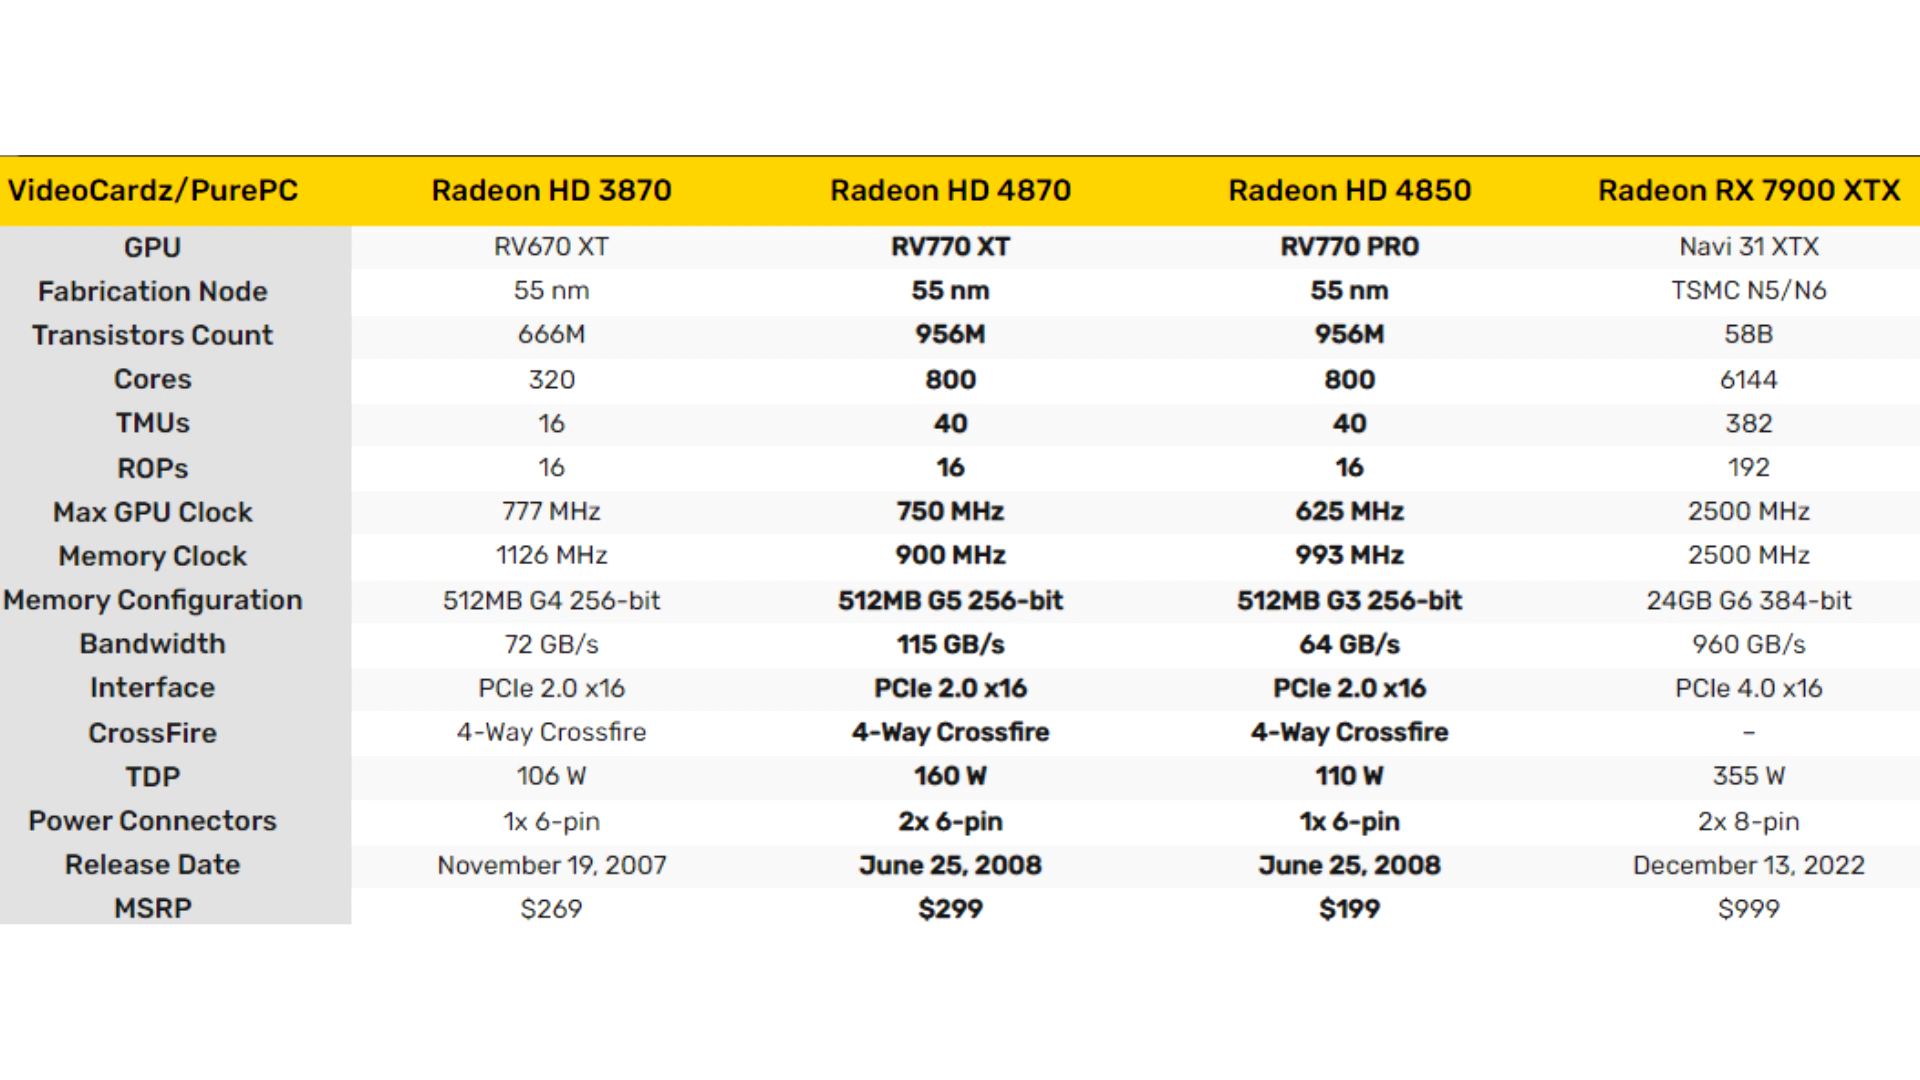 VideoCardz/PurePC Radeon HD 3870 Radeon HD 4870 Radeon HD 4850 Radeon RX 7900 XTX
GPU RV670 XT RV770 XT RV770 PRO Navi 31 XTX
Fabrication Node 55 nm 55 nm 55 nm TSMC N5/N6
Transistors Count 666M 956M 956M 58B
Cores 320 800 800 6144
TMUs 16 40 40 382
ROPs 16 16 16 192
Max GPU Clock 777 MHz 750 MHz 625 MHz 2500 MHz
Memory Clock 1126 MHz 900 MHz 993 MHz 2500 MHz
Memory Configuration 512MB G4 256-bit 512MB G5 256-bit 512MB G3 256-bit 24GB G6 384-bit
Bandwidth 72 GB/s 115 GB/s 64 GB/s 960 GB/s
Interface PCIe 2.0 x16 PCIe 2.0 x16 PCIe 2.0 x16 PCIe 4.0 x16
CrossFire 4-Way Crossfire 4-Way Crossfire 4-Way Crossfire –
TDP 106 W 160 W 110 W 355 W
Power Connectors 1x 6-pin 2x 6-pin 1x 6-pin 2x 8-pin
Release Date November 19, 2007 June 25, 2008 June 25, 2008 December 13, 2022
MSRP $269 $299 $199 $999